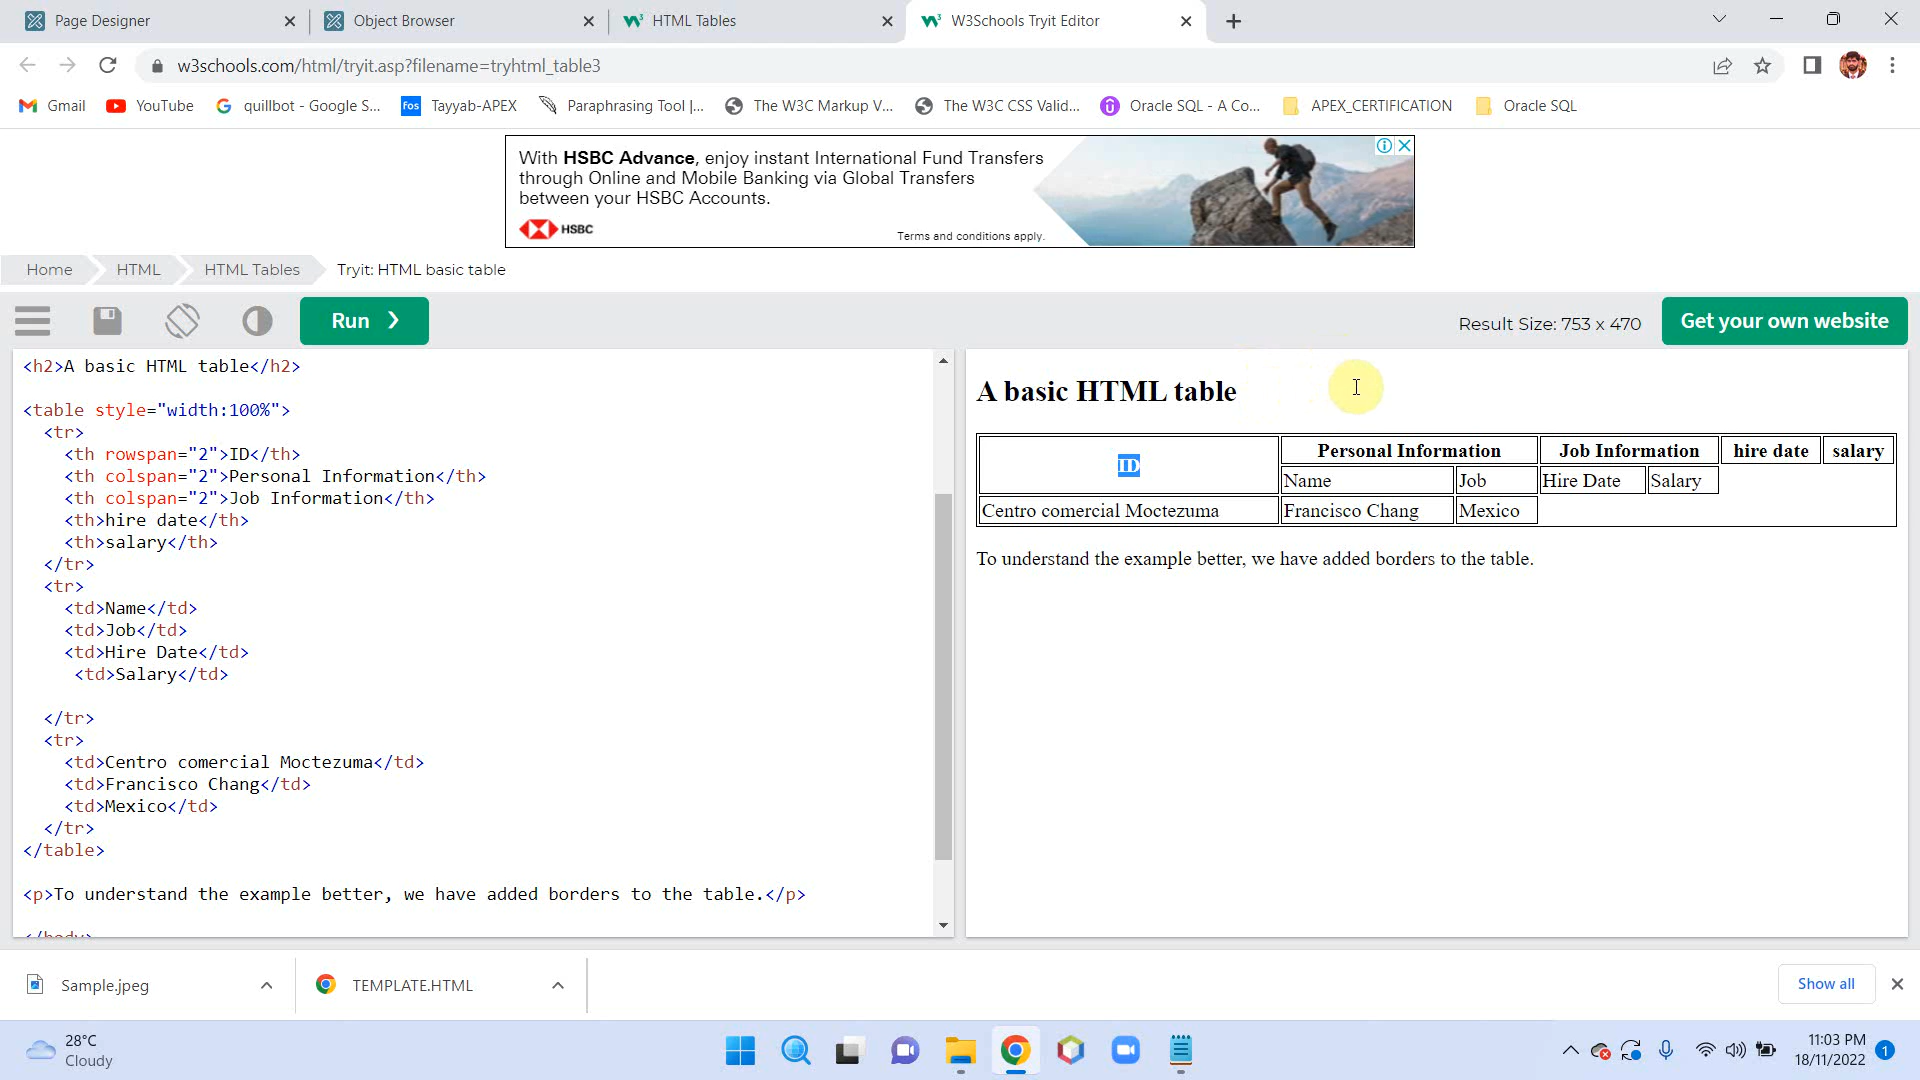 Page Designer
Object Browser
HTML Tables
W3Schools Tryit Editor
w3schools.com/html/tryit.asp?filename=tryhtml_table3
Gmail
YouTube
quillbot - Google S...
fos Tayyab-APEX
Paraphrasing Tool |...
The W3C Markup V...
The W3C CSS Valid...
Oracle SQL - A Co...
APEX_CERTIFICATION
Oracle SQL
With HSBC Advance, enjoy instant International Fund Transfers
through Online and Mobile Banking via Global Transfers
between your HSBC Accounts.
HSBC
Terms and conditions apply.
Home
HTML
HTML Tables
Tryit: HTML basic table
Run ❯
Result Size: 753 x 470
Get your own website
<h2>A basic HTML table</h2>
<table style="width:100%">
<tr>
<th rowspan="2">ID</th>
<th colspan="2">Personal Information</th>
<th colspan="2">Job Information</th>
<th>hire date</th>
<th>salary</th>
</tr>
<tr>
<td>Name</td>
<td>Job</td>
<td>Hire Date</td>
<td>Salary</td>
</tr>
<tr>
<td>Centro comercial Moctezuma</td>
<td>Francisco Chang</td>
<td>Mexico</td>
</tr>
</table>
<p>To understand the example better, we have added borders to the table.</p>
</body>
A basic HTML table
ID
Personal Information
Job Information
hire date
salary
Name
Job
Hire Date
Salary
Centro comercial Moctezuma
Francisco Chang
Mexico
To understand the example better, we have added borders to the table.
Sample.jpeg
TEMPLATE.HTML
Show all
28°C
Cloudy
11:03 PM
18/11/2022
1